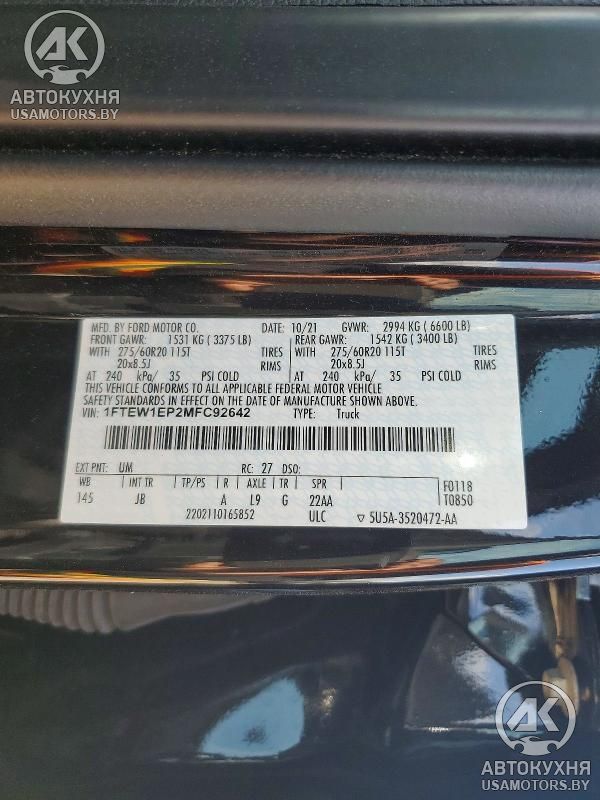 AK
АВТОКУХНЯ
USAMOTORS.BY
MFD. BY FORD MOTOR CO. DATE: 10/21 GVWR: 2994 KG ( 6600 LB)
FRONT GAWR: 1531 KG ( 3375 LB) REAR GAWR: 1542 KG ( 3400 LB)
WITH 275/60R20 115T TIRES WITH 275/60R20 115T TIRES
20x8.5J RIMS 20x8.5J RIMS
AT 240 kPa/ 35 PSI COLD AT 240 kPa/ 35 PSI COLD
THIS VEHICLE CONFORMS TO ALL APPLICABLE FEDERAL MOTOR VEHICLE
SAFETY STANDARDS IN EFFECT ON THE DATE OF MANUFACTURE SHOWN ABOVE.
VIN: 1FTEW1EP2MFC92642 TYPE: Truck
EXT PNT: UM RC: 27 DSO:
WB INT TR TP/PS R AXLE TR SPR F0118
145 JB A L9 G 22AA T0850
2202110165852 ULC ▽ 5U5A-3520472-AA
AK
АВТОКУХНЯ
USAMOTORS.BY